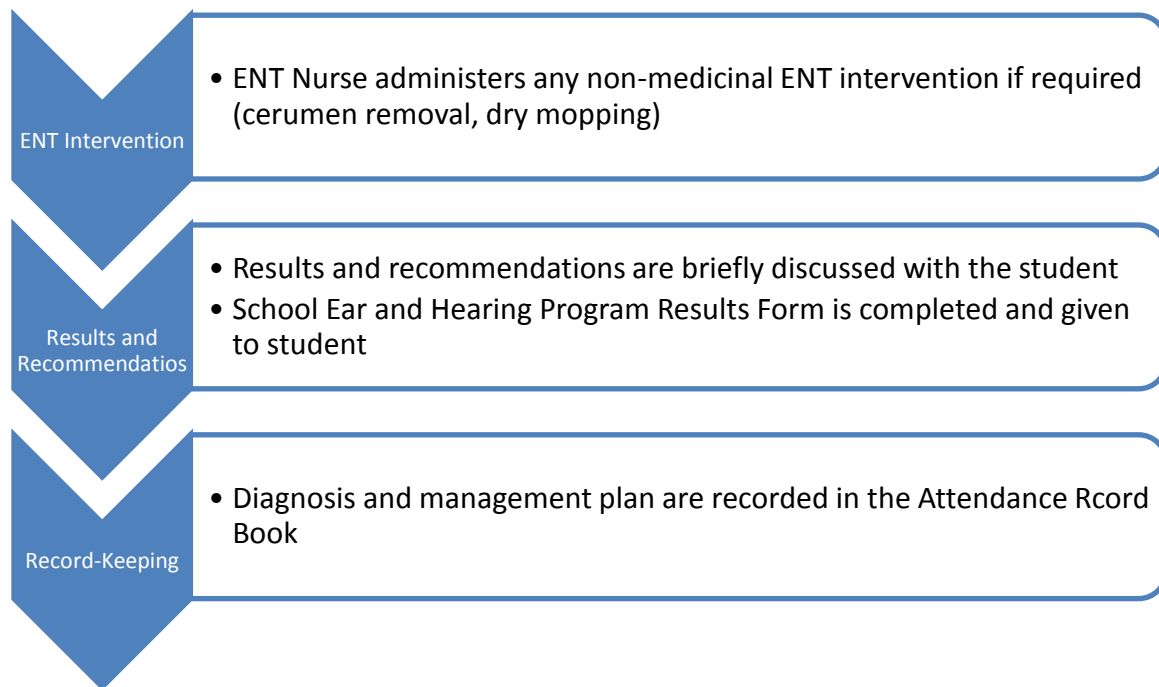 ENT Intervention
• ENT Nurse administers any non-medicinal ENT intervention if required
(cerumen removal, dry mopping)
Results and
Recommendatios
• Results and recommendations are briefly discussed with the student
• School Ear and Hearing Program Results Form is completed and given
to student
Record-Keeping
• Diagnosis and management plan are recorded in the Attendance Rcord
Book